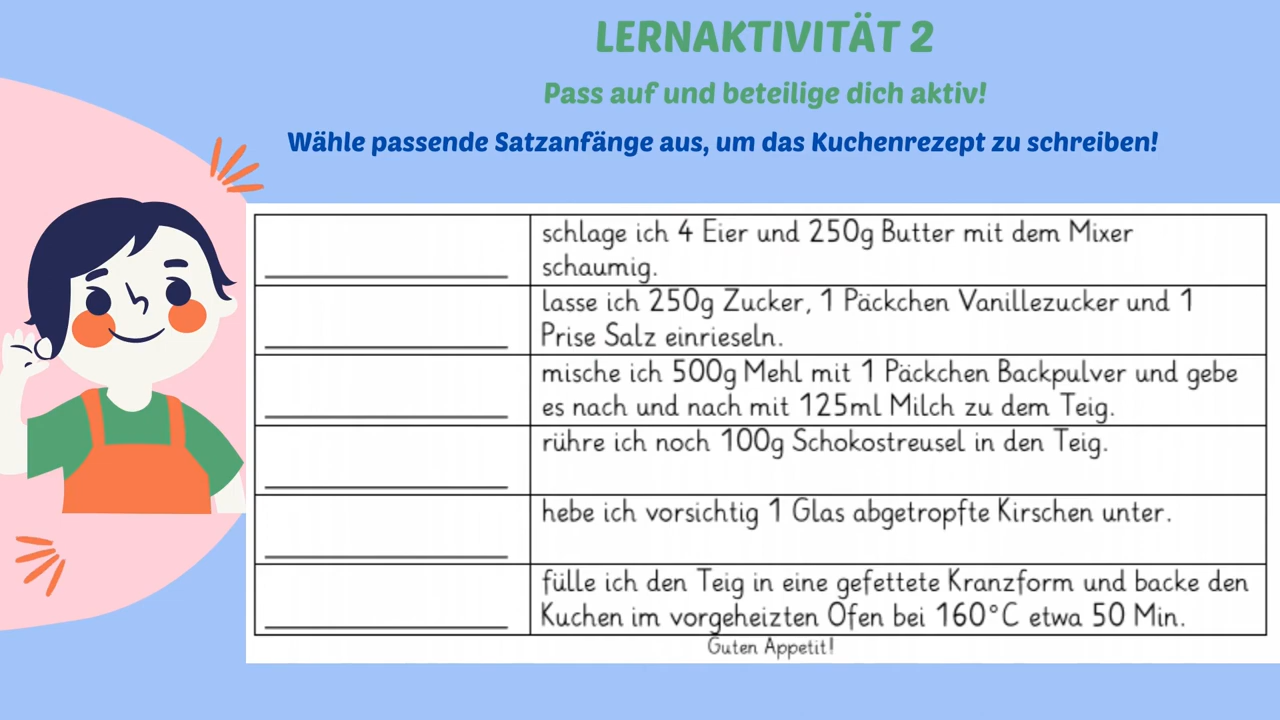 LERNAKTIVITÄT 2
Pass auf und beteilige dich aktiv!
Wähle passende Satzanfänge aus, um das Kuchenrezept zu schreiben!
schlage ich 4 Eier und 250g Butter mit dem Mixer
schaumig.
lasse ich 250g Zucker, 1 Päckchen Vanillezucker und 1
Prise Salz einrieseln.
mische ich 500g Mehl mit 1 Päckchen Backpulver und gebe
es nach und nach mit 125ml Milch zu dem Teig.
rühre ich noch 100g Schokostreusel in den Teig.
hebe ich vorsichtig 1 Glas abgetropfte Kirschen unter.
fülle ich den Teig in eine gefettete Kranzform und backe den
Kuchen im vorgeheizten Ofen bei 160°C etwa 50 Min.
Guten Appetit!